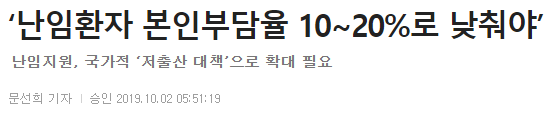 ‘난임환자 본인부담율 10~20%로 낮춰야’
난임지원, 국가적 ‘저출산 대책’으로 확대 필요
문선희 기자 | 승인 2019.10.02 05:51:19